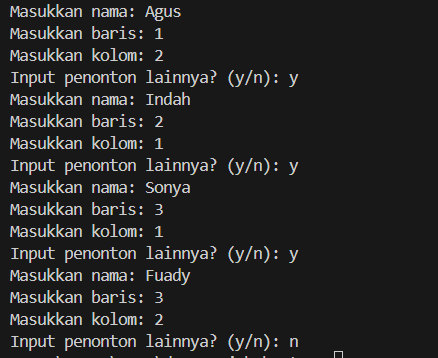 Masukkan nama: Agus
Masukkan baris: 1
Masukkan kolom: 2
Input penonton lainnya? (y/n): y
Masukkan nama: Indah
Masukkan baris: 2
Masukkan kolom: 1
Input penonton lainnya? (y/n): y
Masukkan nama: Sonya
Masukkan baris: 3
Masukkan kolom: 1
Input penonton lainnya? (y/n): y
Masukkan nama: Fuady
Masukkan baris: 3
Masukkan kolom: 2
Input penonton lainnya? (y/n): n